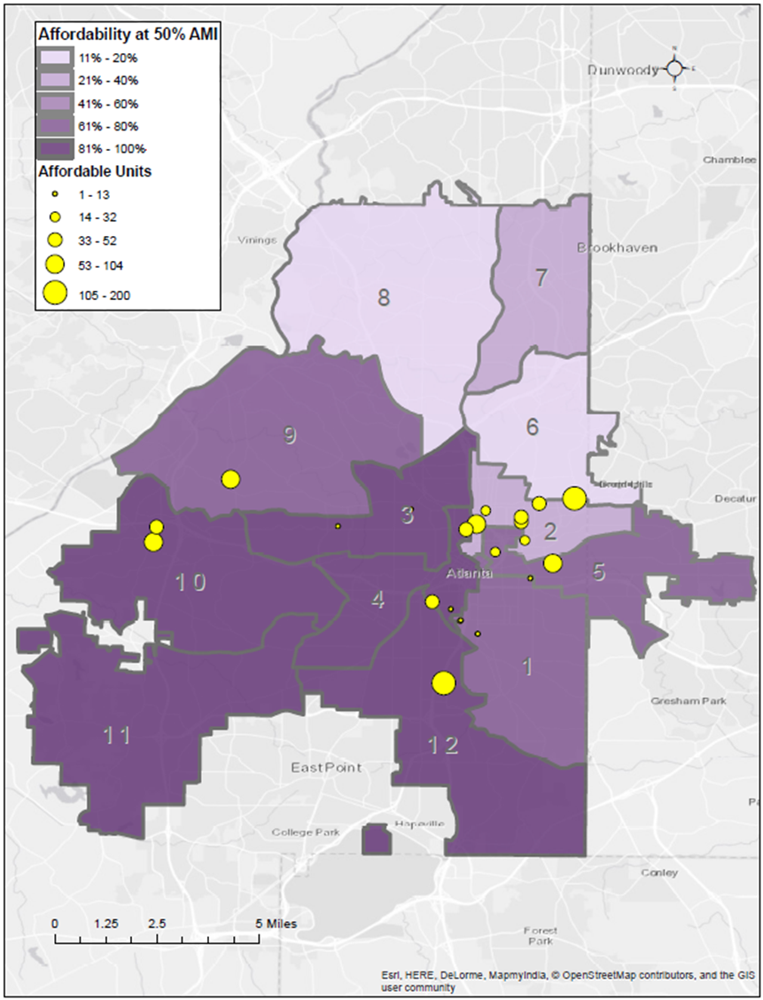 Affordability at 50% AMI
11% - 20%
21% - 40%
41% - 60%
61% - 80%
81% - 100%
Affordable Units
1 - 13
14 - 32
33 - 52
53 - 104
105 - 200
N
E
S
Dunwoody
Chamblee
Vinings
Brookhaven
7
8
6
9
Druid Hills
Decatur
3
2
10
Atlanta
5
4
1
Gresham Park
11
12
East Point
Hapeville
College Park
Conley
0 1.25 2.5 5 Miles
Forest
Park
Esri, HERE, DeLorme, MapmyIndia, © OpenStreetMap contributors, and the GIS
user community